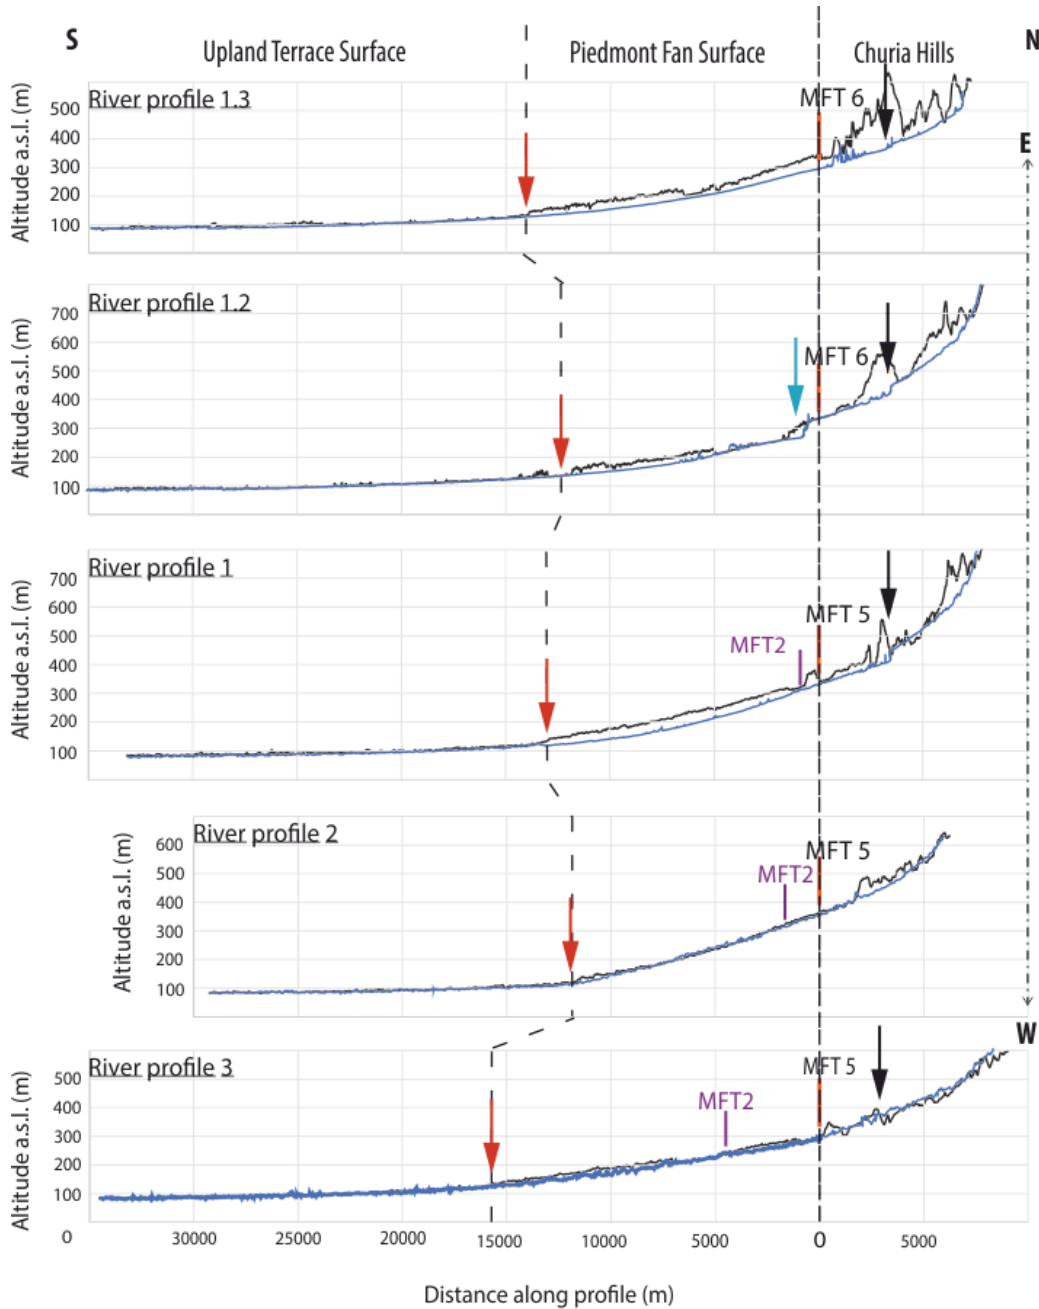 S
N
Upland Terrace Surface
Piedmont Fan Surface
Churia Hills
River profile 1.3
MFT 6
E
Altitude a.s.l. (m)
500
400
300
200
100
River profile 1.2
MFT 6
Altitude a.s.l. (m)
700
600
500
400
300
200
100
River profile 1
MFT 5
MFT2
Altitude a.s.l. (m)
700
600
500
400
300
200
100
River profile 2
MFT 5
MFT2
Altitude a.s.l. (m)
600
500
400
300
200
100
W
River profile 3
MFT 5
MFT2
Altitude a.s.l. (m)
500
400
300
200
100
0 30000 25000 20000 15000 10000 5000 0 5000
Distance along profile (m)